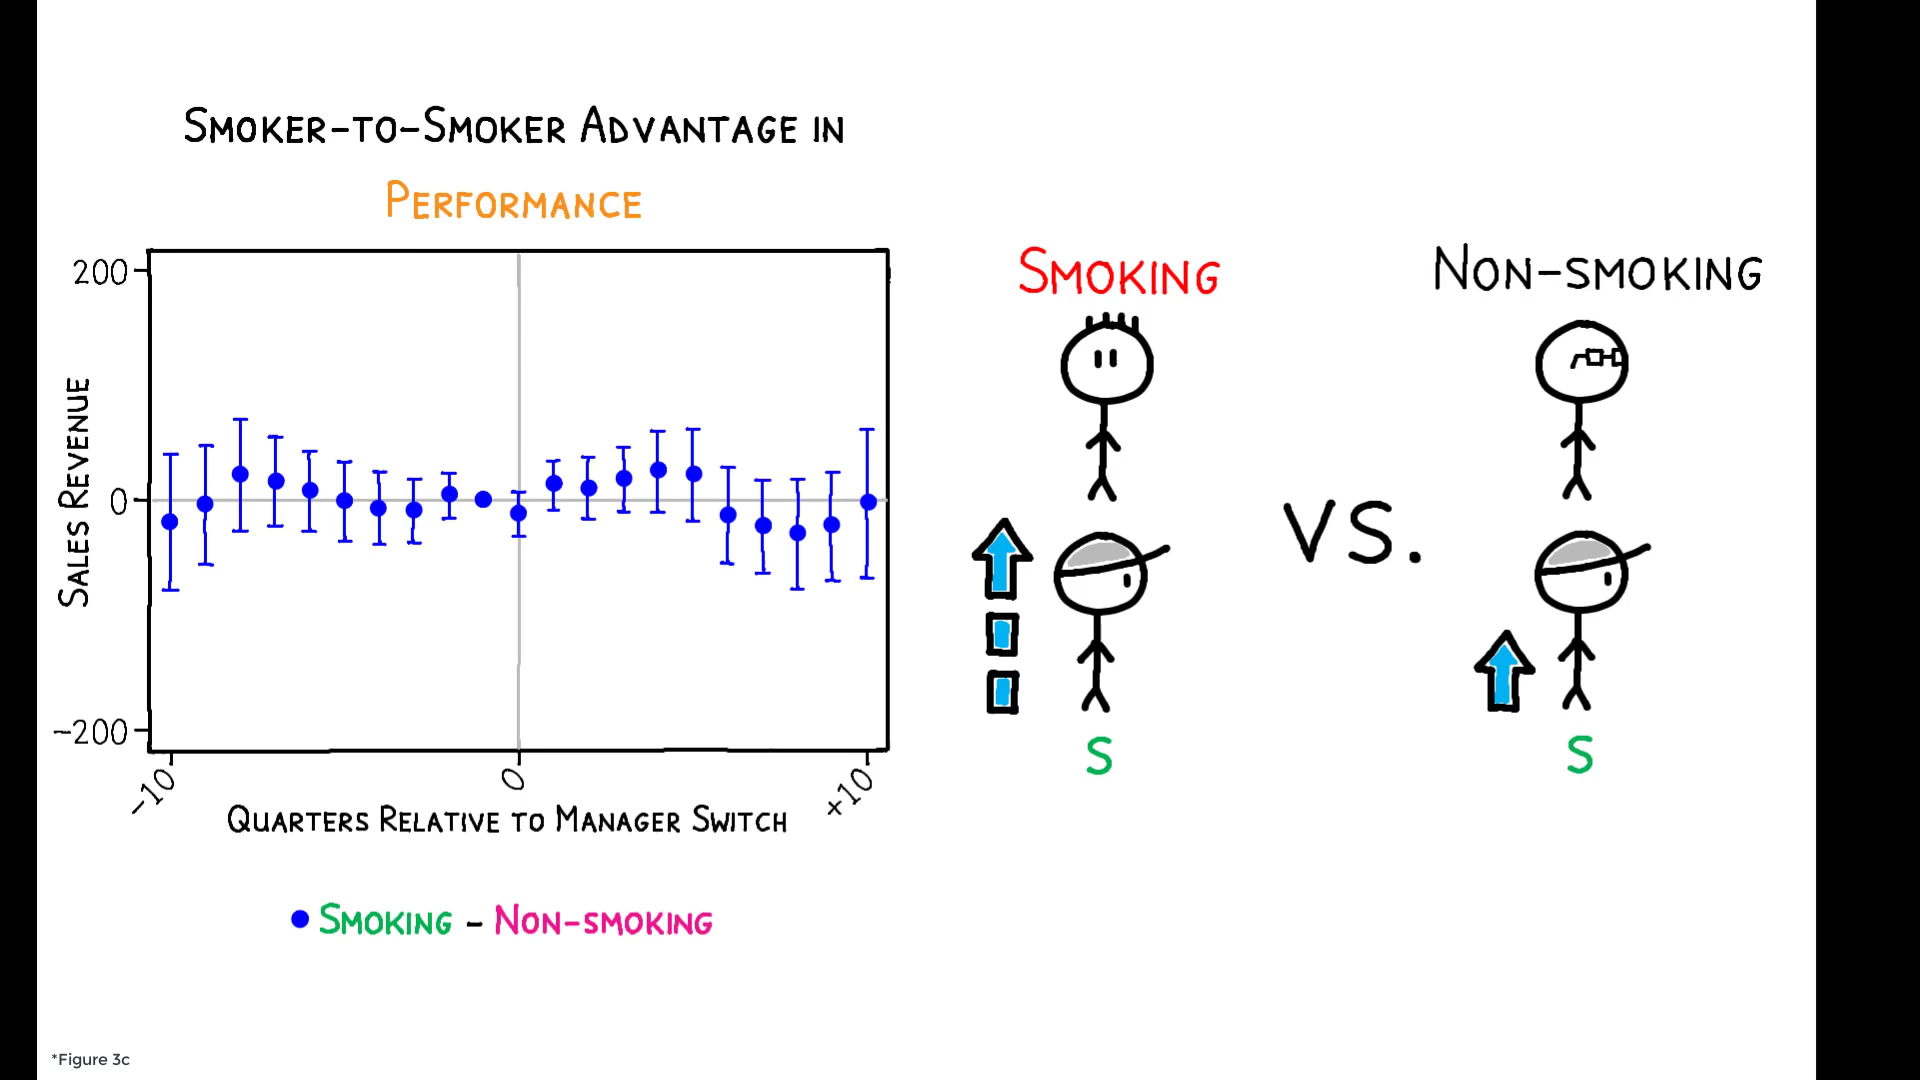 SMOKER-TO-SMOKER ADVANTAGE IN
PERFORMANCE
200
0
-200
SALES REVENUE
-10
0
+10
QUARTERS RELATIVE TO MANAGER SWITCH
SMOKING - NON-SMOKING
SMOKING
NON-SMOKING
VS.
S
S
*Figure 3c